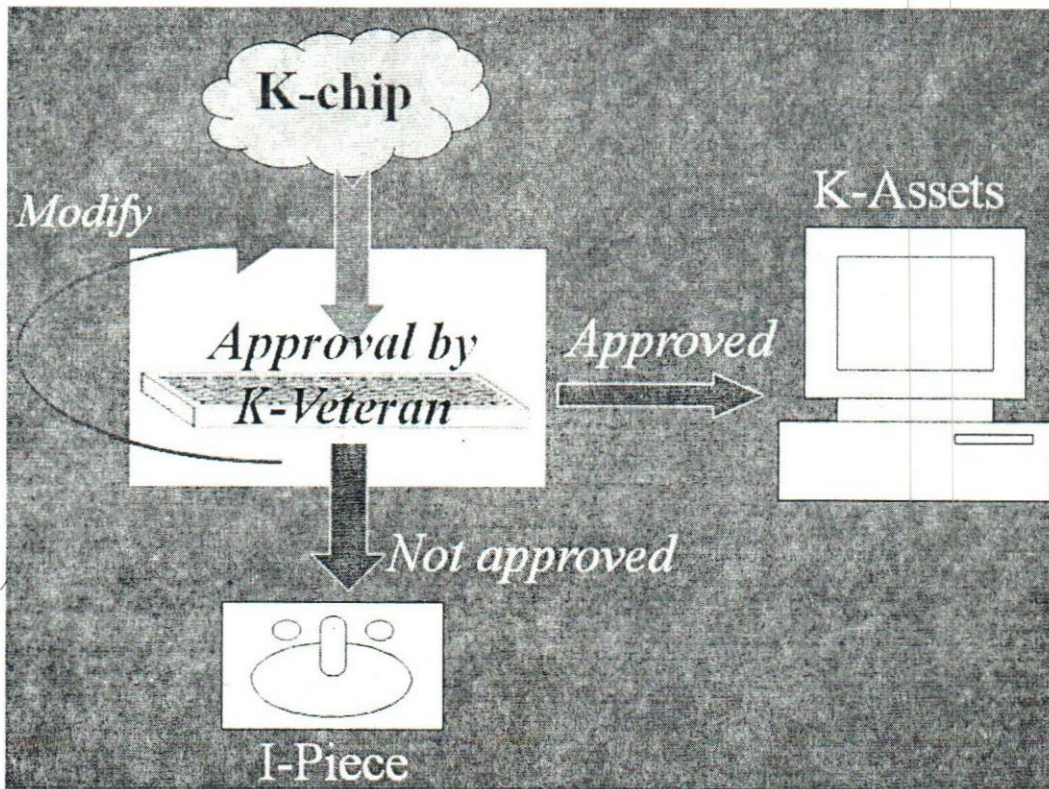 K-chip
Modify
K-Assets
Approval by
K-Veteran
Approved
Not approved
I-Piece